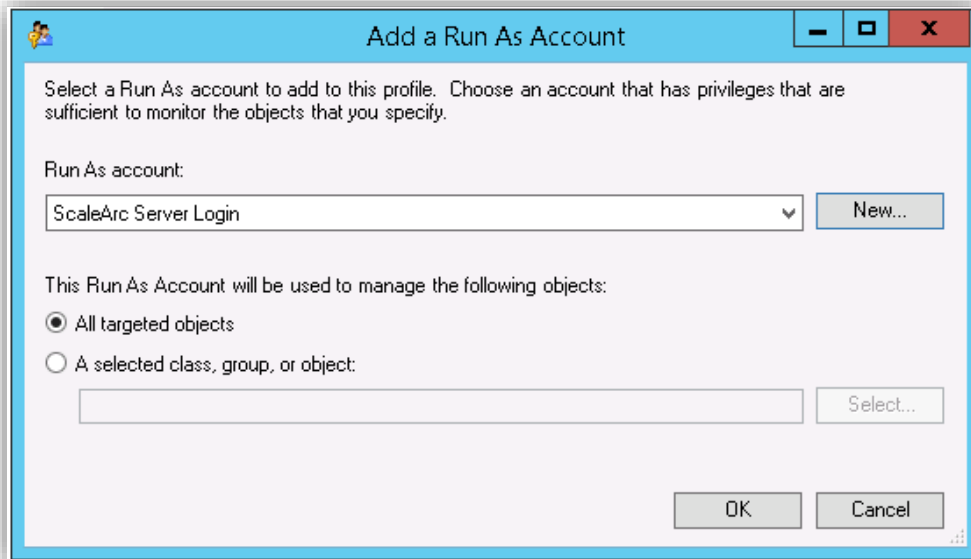 Add a Run As Account
Select a Run As account to add to this profile. Choose an account that has privileges that are
sufficient to monitor the objects that you specify.
Run As account:
ScaleArc Server Login
New...
This Run As Account will be used to manage the following objects:
All targeted objects
A selected class, group, or object:
Select...
OK
Cancel